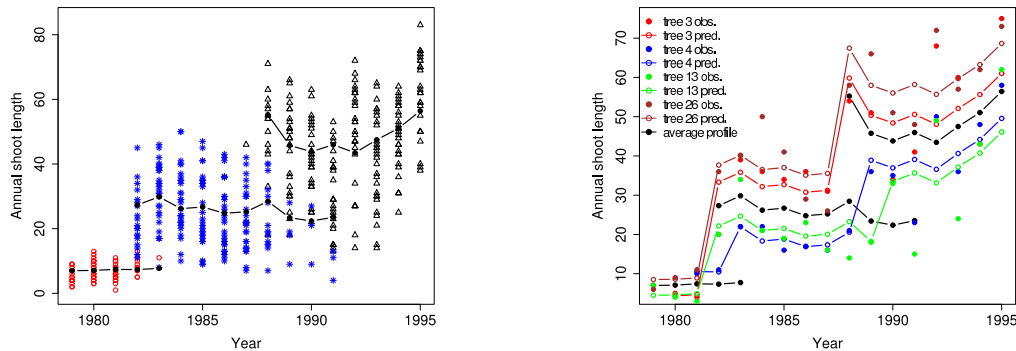 Annual shoot length
0 20 40 60 80
1980 1985 1990 1995
Year
Annual shoot length
10 20 30 40 50 60 70
tree 3 obs.
tree 3 pred.
tree 4 obs.
tree 4 pred.
tree 13 obs.
tree 13 pred.
tree 26 obs.
tree 26 pred.
average profile
1980 1985 1990 1995
Year